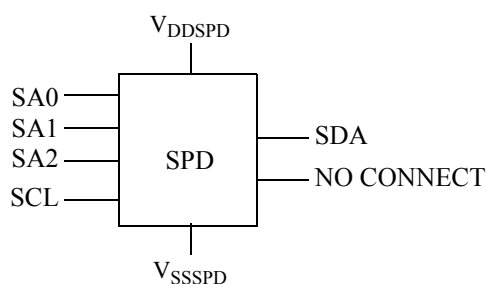 VDDSPD
SA0
SA1
SA2
SCL
SPD
SDA
NO CONNECT
VSSSPD